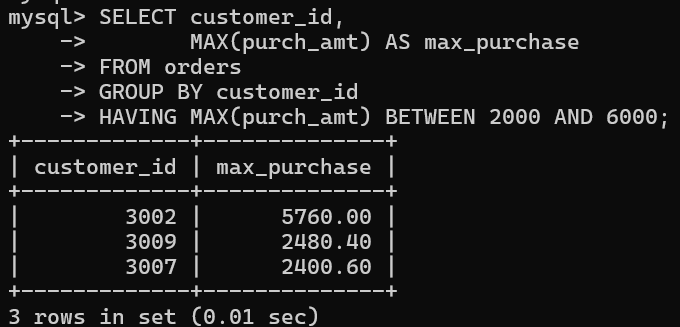 mysql> SELECT customer_id,
    ->        MAX(purch_amt) AS max_purchase
    -> FROM orders
    -> GROUP BY customer_id
    -> HAVING MAX(purch_amt) BETWEEN 2000 AND 6000;
+-------------+--------------+
| customer_id | max_purchase |
+-------------+--------------+
|        3002 |      5760.00 |
|        3009 |      2480.40 |
|        3007 |      2400.60 |
+-------------+--------------+
3 rows in set (0.01 sec)